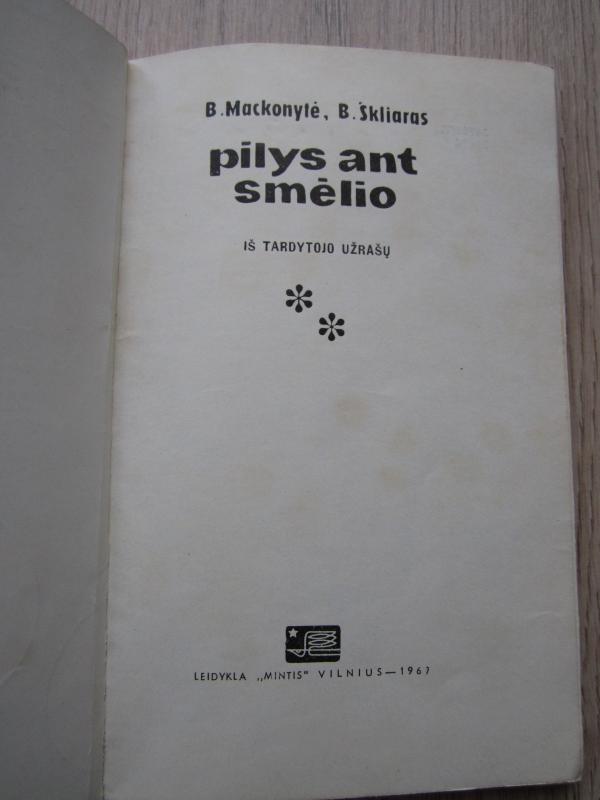 B. Mackonytė, B. Škliaras
pilys ant
smėlio
IŠ TARDYTOJO UŽRAŠŲ
LEIDYKLA „MINTIS" VILNIUS—1967